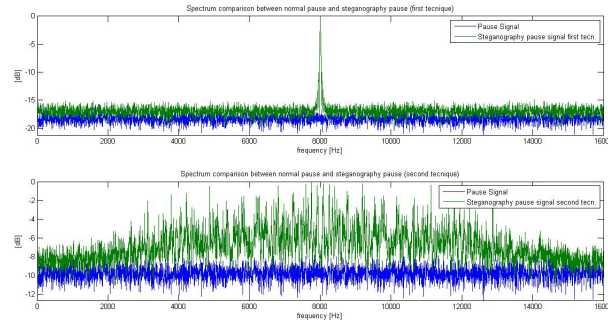 Spectrum comparison between normal pause and steganography pause (first tecnique)
0
-5
-10
-15
-20
[dB]
Pause Signal
Steganography pause signal first tecn.
0 2000 4000 6000 8000 10000 12000 14000 16000
frequency [Hz]
Spectrum comparison between normal pause and steganography pause (second tecnique)
0
-2
-4
-6
-8
-10
-12
[dB]
Pause Signal
Steganography pause signal second tecn.
0 2000 4000 6000 8000 10000 12000 14000 16000
frequency [Hz]